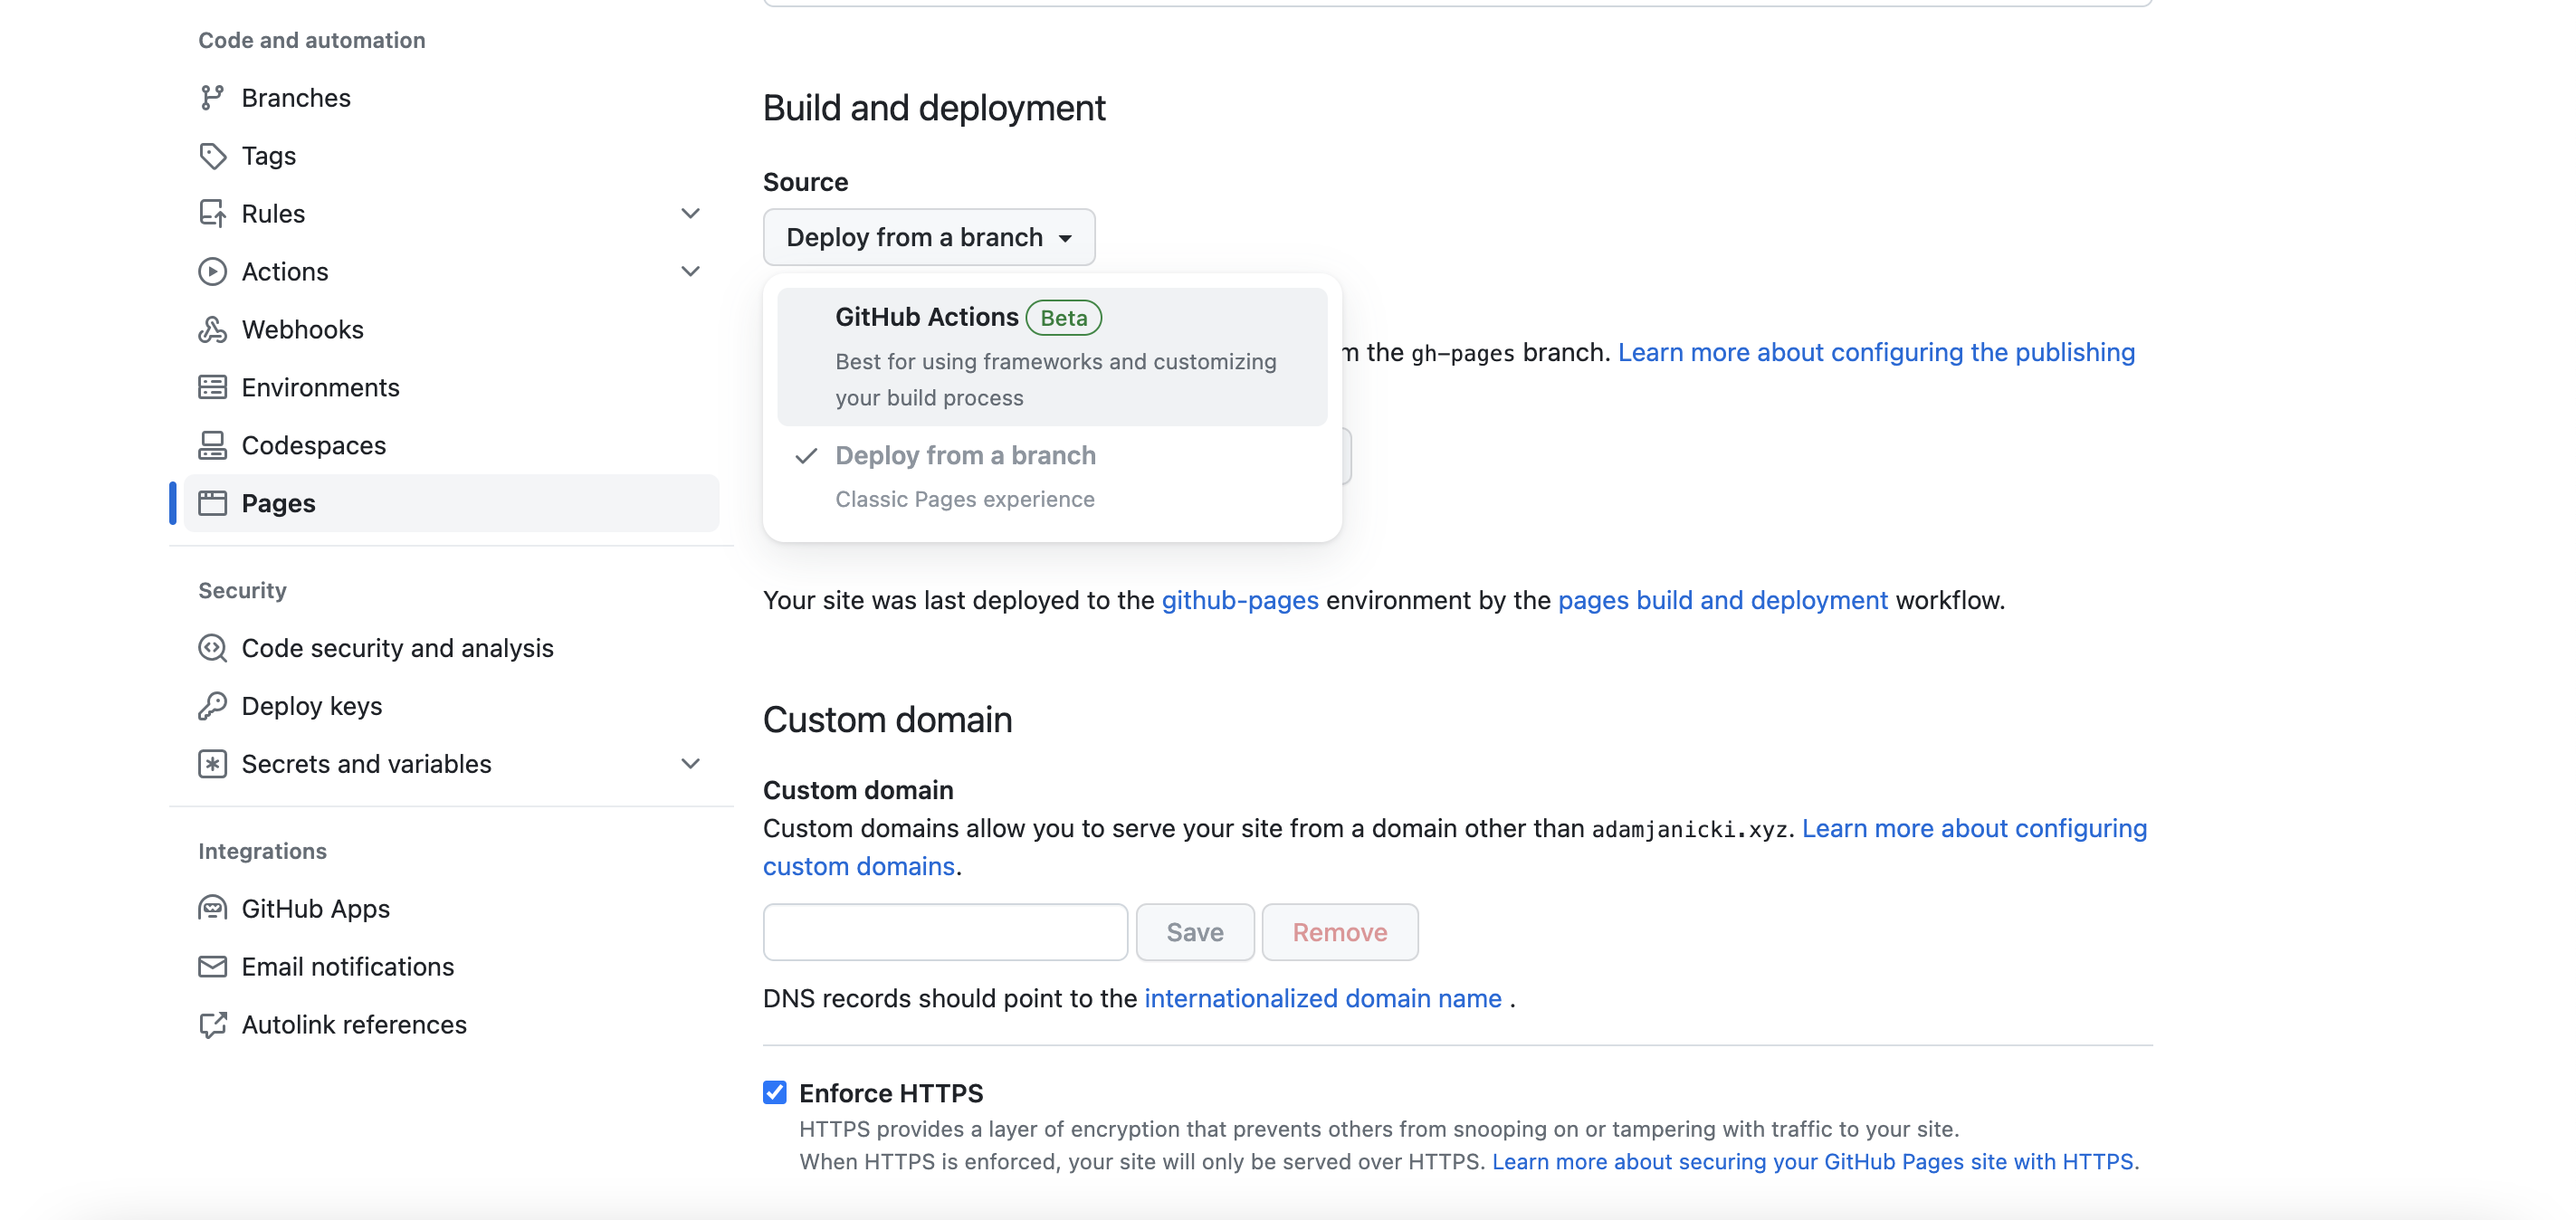 Code and automation
Branches
Tags
Rules
Actions
Webhooks
Environments
Codespaces
Pages
Security
Code security and analysis
Deploy keys
Secrets and variables
Integrations
GitHub Apps
Email notifications
Autolink references
Build and deployment
Source
Deploy from a branch
GitHub Actions Beta
Best for using frameworks and customizing
your build process
Deploy from a branch
Classic Pages experience
the gh-pages branch. Learn more about configuring the publishing
Your site was last deployed to the github-pages environment by the pages build and deployment workflow.
Custom domain
Custom domain
Custom domains allow you to serve your site from a domain other than adamjanicki.xyz. Learn more about configuring
custom domains.
Save
Remove
DNS records should point to the internationalized domain name .
Enforce HTTPS
HTTPS provides a layer of encryption that prevents others from snooping on or tampering with traffic to your site.
When HTTPS is enforced, your site will only be served over HTTPS. Learn more about securing your GitHub Pages site with HTTPS.